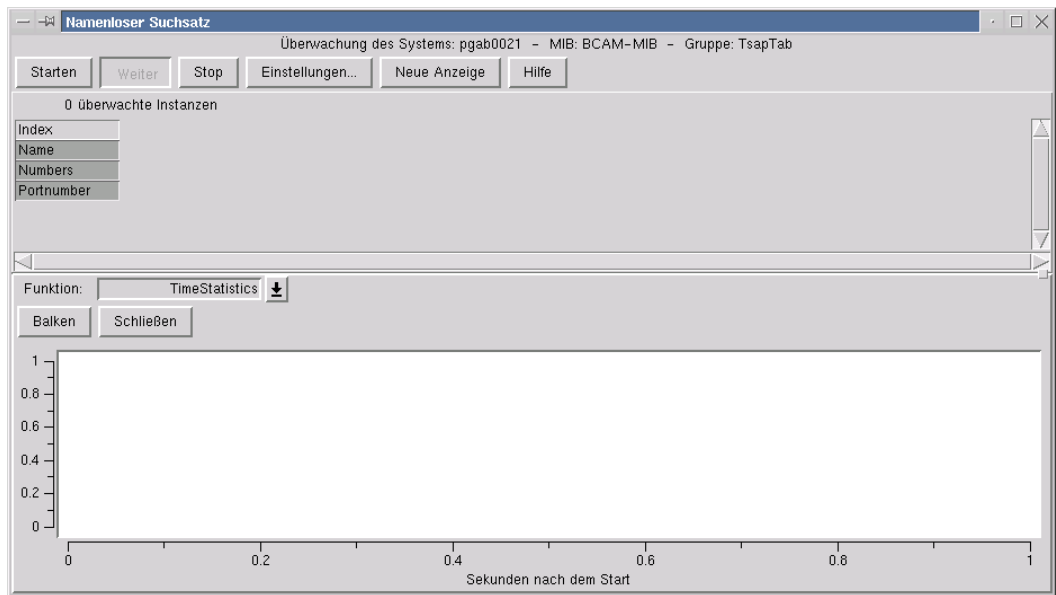 Namenloser Suchsatz
Überwachung des Systems: pgab0021 - MIB: BCAM-MIB - Gruppe: TsapTab
Starten Weiter Stop Einstellungen... Neue Anzeige Hilfe
0 überwachte Instanzen
Index
Name
Numbers
Portnumber
Funktion: TimeStatistics
Balken Schließen
1
0.8
0.6
0.4
0.2
0
0 0.2 0.4 0.6 0.8 1
Sekunden nach dem Start